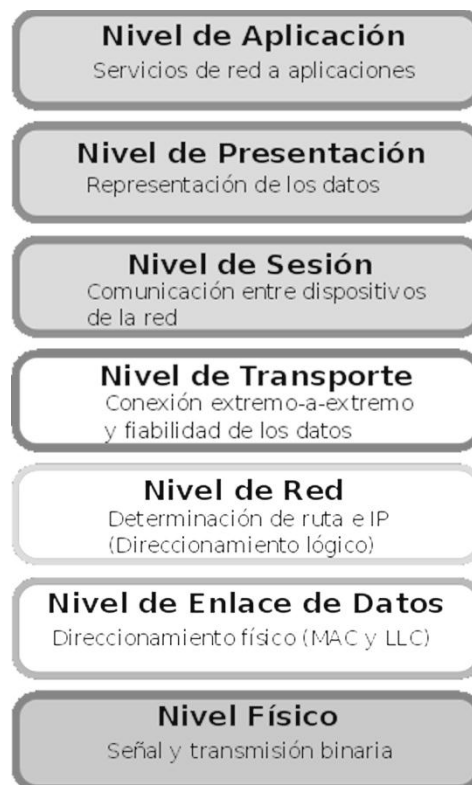 Nivel de Aplicación
Servicios de red a aplicaciones
Nivel de Presentación
Representación de los datos
Nivel de Sesión
Comunicación entre dispositivos
de la red
Nivel de Transporte
Conexión extremo-a-extremo
y fiabilidad de los datos
Nivel de Red
Determinación de ruta e IP
(Direccionamiento lógico)
Nivel de Enlace de Datos
Direccionamiento físico (MAC y LLC)
Nivel Físico
Señal y transmisión binaria